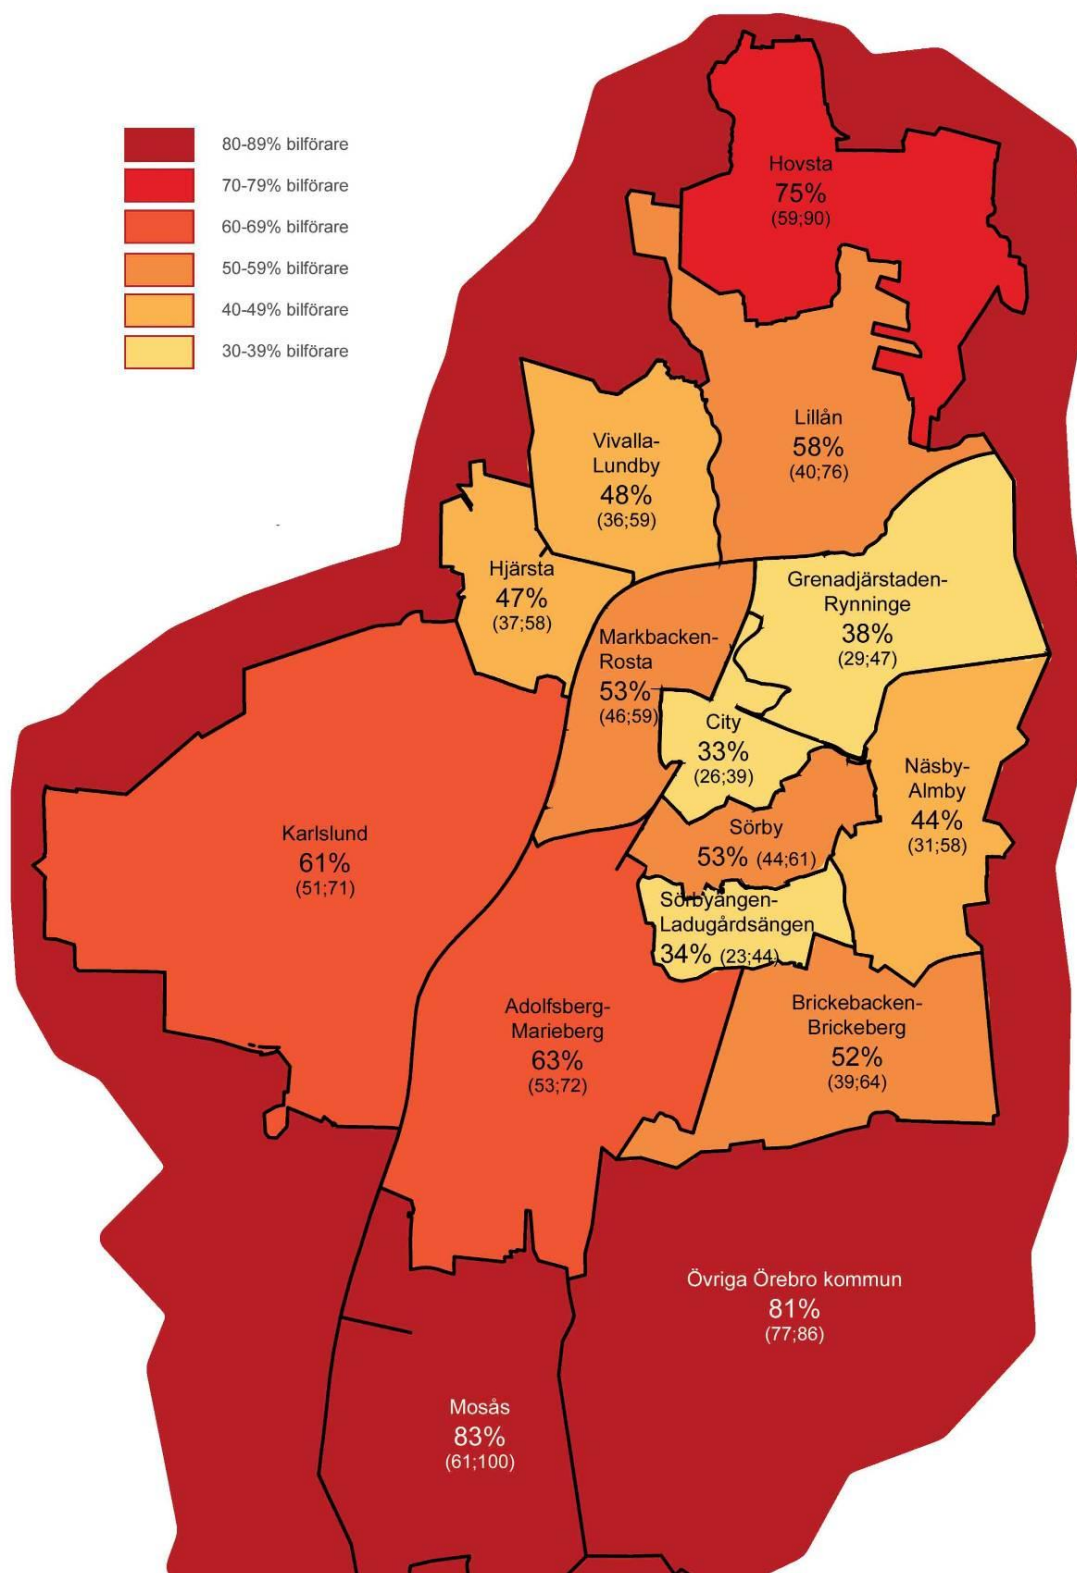 80-89% bilförare
70-79% bilförare
60-69% bilförare
50-59% bilförare
40-49% bilförare
30-39% bilförare
Hovsta
75%
(59;90)
Lillån
58%
(40;76)
Vivalla-
Lundby
48%
(36;59)
Hjärsta
47%
(37;58)
Grenadjärstaden-
Rynninge
38%
(29;47)
Markbacken-
Rosta
53%
(46;59)
City
33%
(26;39)
Näsby-
Almby
44%
(31;58)
Karlslund
61%
(51;71)
Sörby
53% (44;61)
Sörbyängen-
Ladugårdsängen
34% (23;44)
Adolfsberg-
Marieberg
63%
(53;72)
Brickebacken-
Brickeberg
52%
(39;64)
Övriga Örebro kommun
81%
(77;86)
Mosås
83%
(61;100)